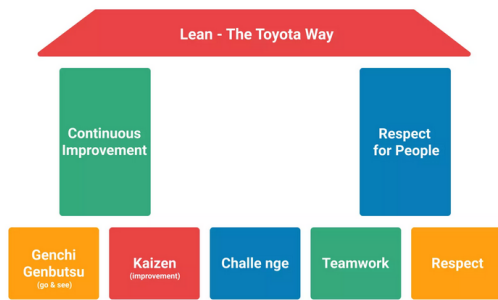 Lean - The Toyota Way
Continuous
Improvement
Respect
for People
Genchi
Genbutsu
(go & see)
Kaizen
(improvement)
Challe nge
Teamwork
Respect